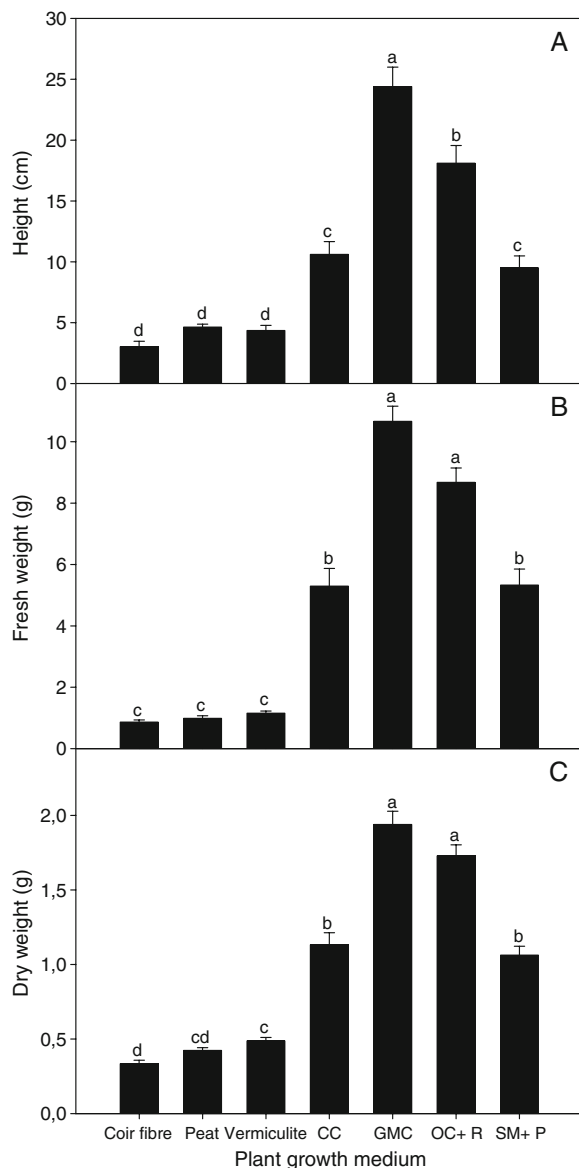 A
Height (cm)
30
25
20
15
10
5
0
d
d
d
c
a
b
c
B
Fresh weight (g)
10
8
6
4
2
0
c
c
c
b
a
a
b
C
Dry weight (g)
2,0
1,5
1,0
0,5
0,0
d
cd
c
b
a
a
b
Coir fibre Peat Vermiculite CC GMC OC+ R SM+ P
Plant growth medium